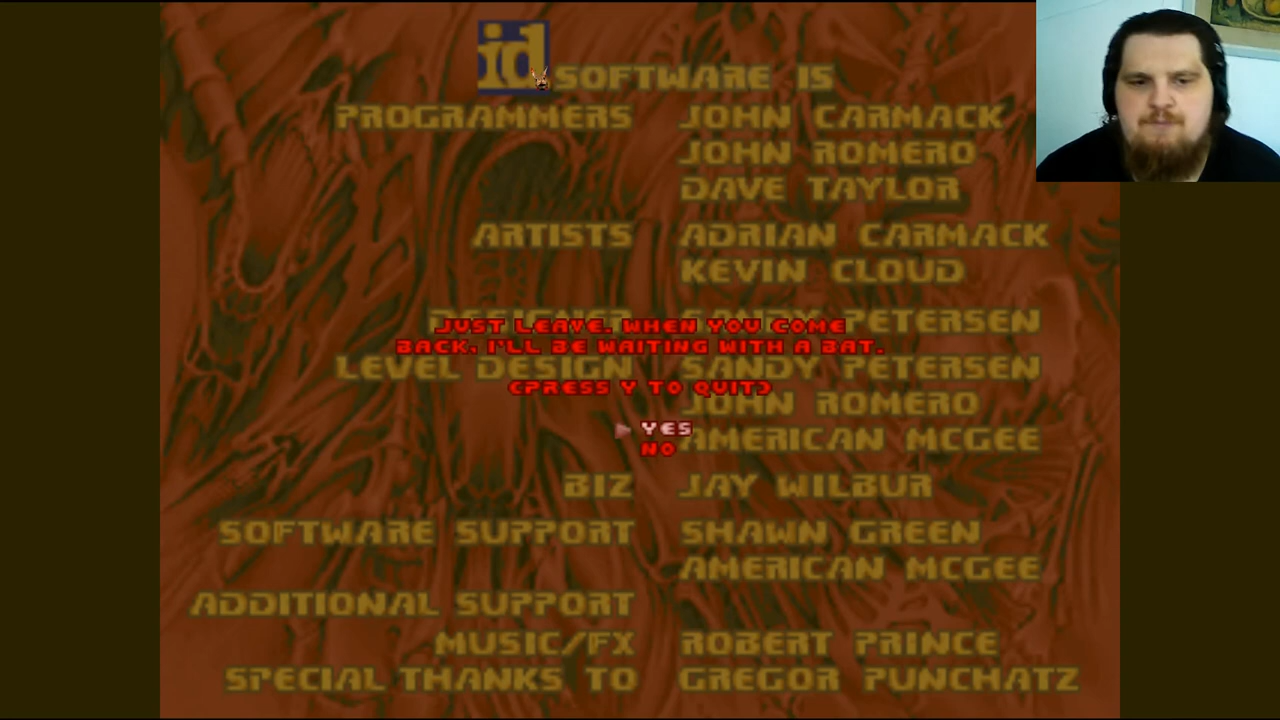 id SOFTWARE IS
PROGRAMMERS JOHN CARMACK
JOHN ROMERO
DAVE TAYLOR
ARTISTS ADRIAN CARMACK
KEVIN CLOUD
PETERSEN
JUST LEAVE. WHEN YOU COME
BACK, I'LL BE WAITING WITH A BAT.
LEVEL DESIGN SANDY PETERSEN
(PRESS Y TO QUIT)
JOHN ROMERO
YES
AMERICAN MCGEE
NO
BIZ JAY WILBUR
SOFTWARE SUPPORT SHAWN GREEN
AMERICAN MCGEE
ADDITIONAL SUPPORT
MUSIC/FX ROBERT PRINCE
SPECIAL THANKS TO GREGOR PUNCHATZ